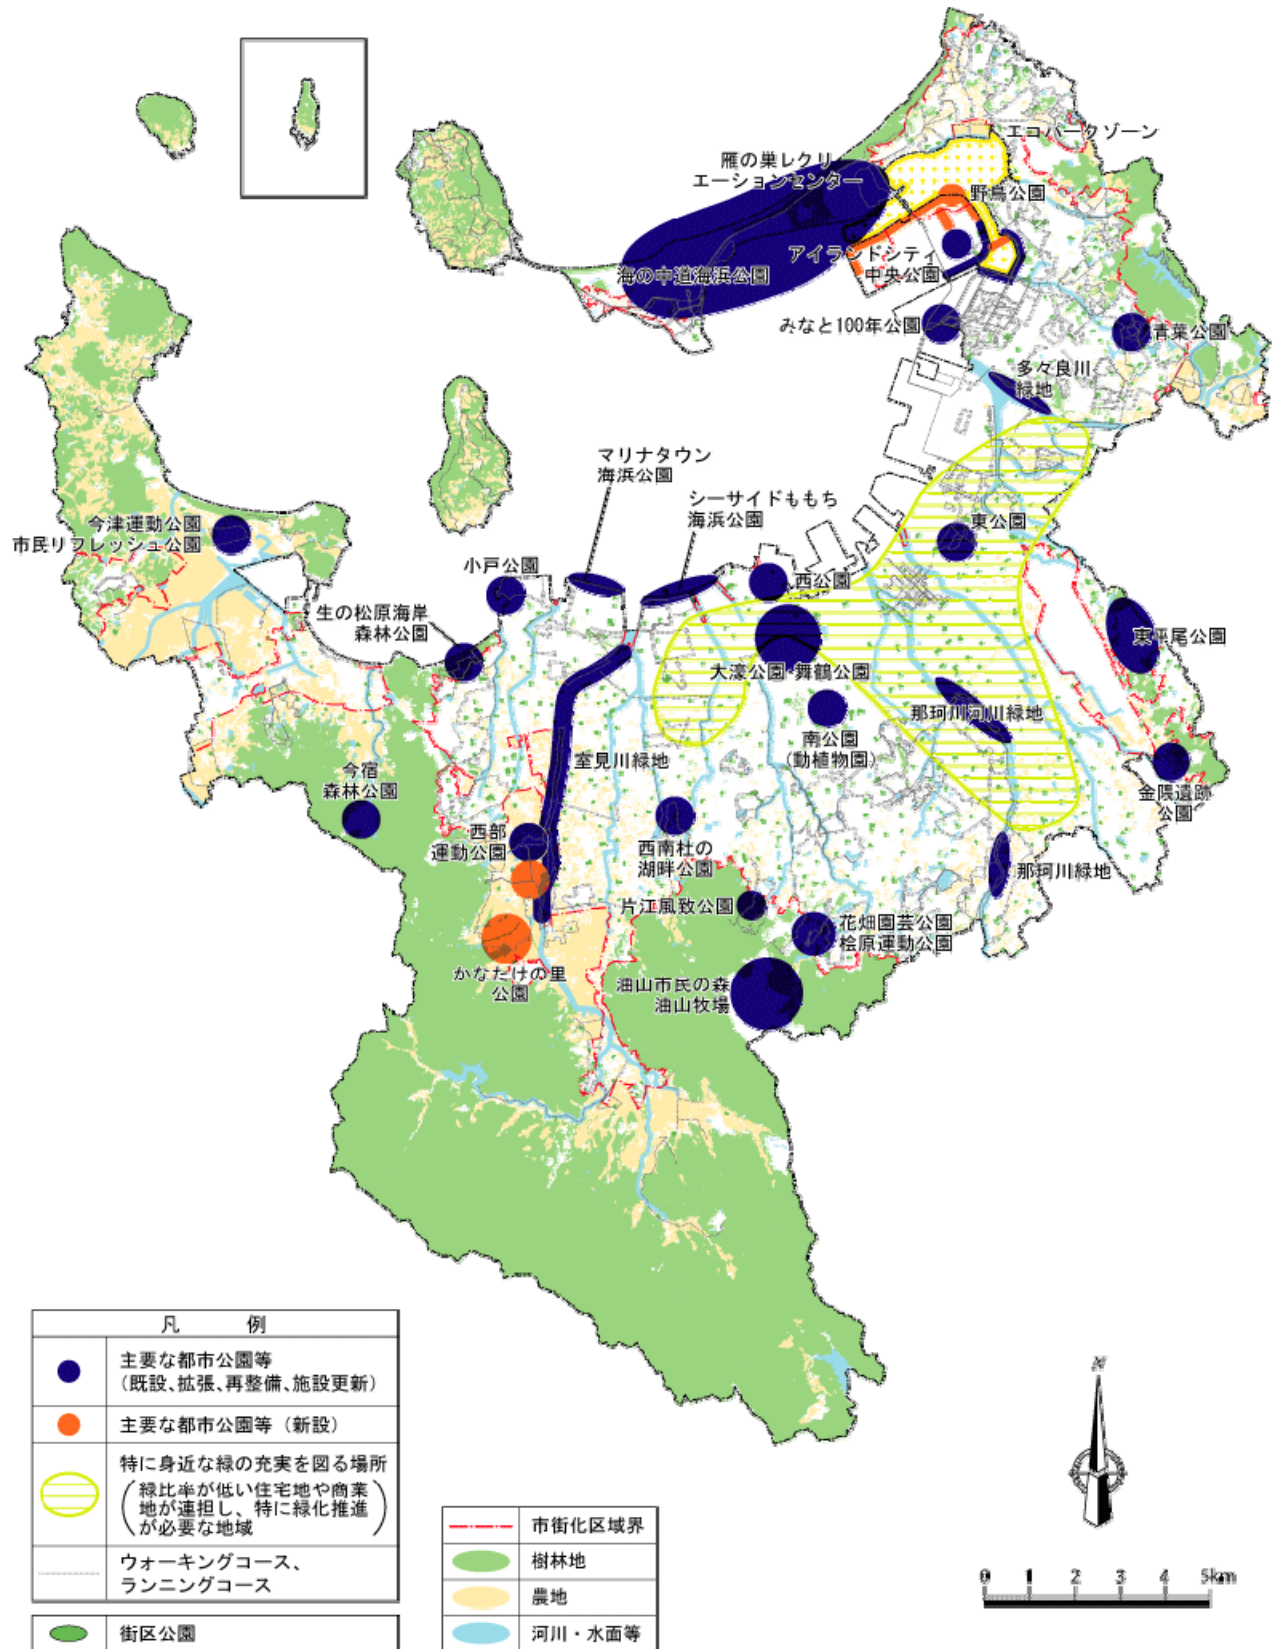 エコパークゾーン
雁の巣レクリ
エーションセンター
野鳥公園
アイランドシティ
中央公園
海の中道海浜公園
みなと100年公園
青葉公園
多々良川
緑地
マリナタウン
海浜公園
シーサイドももち
海浜公園
今津運動公園
市民リフレッシュ公園
東公園
小戸公園
西公園
生の松原海岸
森林公園
東平尾公園
大濠公園・舞鶴公園
那珂川河川緑地
南公園
(動植物園)
室見川緑地
今宿
森林公園
金隈遺跡
公園
西部
運動公園
西南杜の
湖畔公園
那珂川緑地
片江風致公園
花畑園芸公園
桧原運動公園
かなたけの里
公園
油山市民の森
油山牧場
凡 例
主要な都市公園等
(既設、拡張、再整備、施設更新)
主要な都市公園等(新設)
特に身近な緑の充実を図る場所
(緑比率が低い住宅地や商業
地が連担し、特に緑化推進
が必要な地域)
ウォーキングコース、
ランニングコース
街区公園
市街化区域界
樹林地
農地
河川・水面等
N
0 1 2 3 4 5km